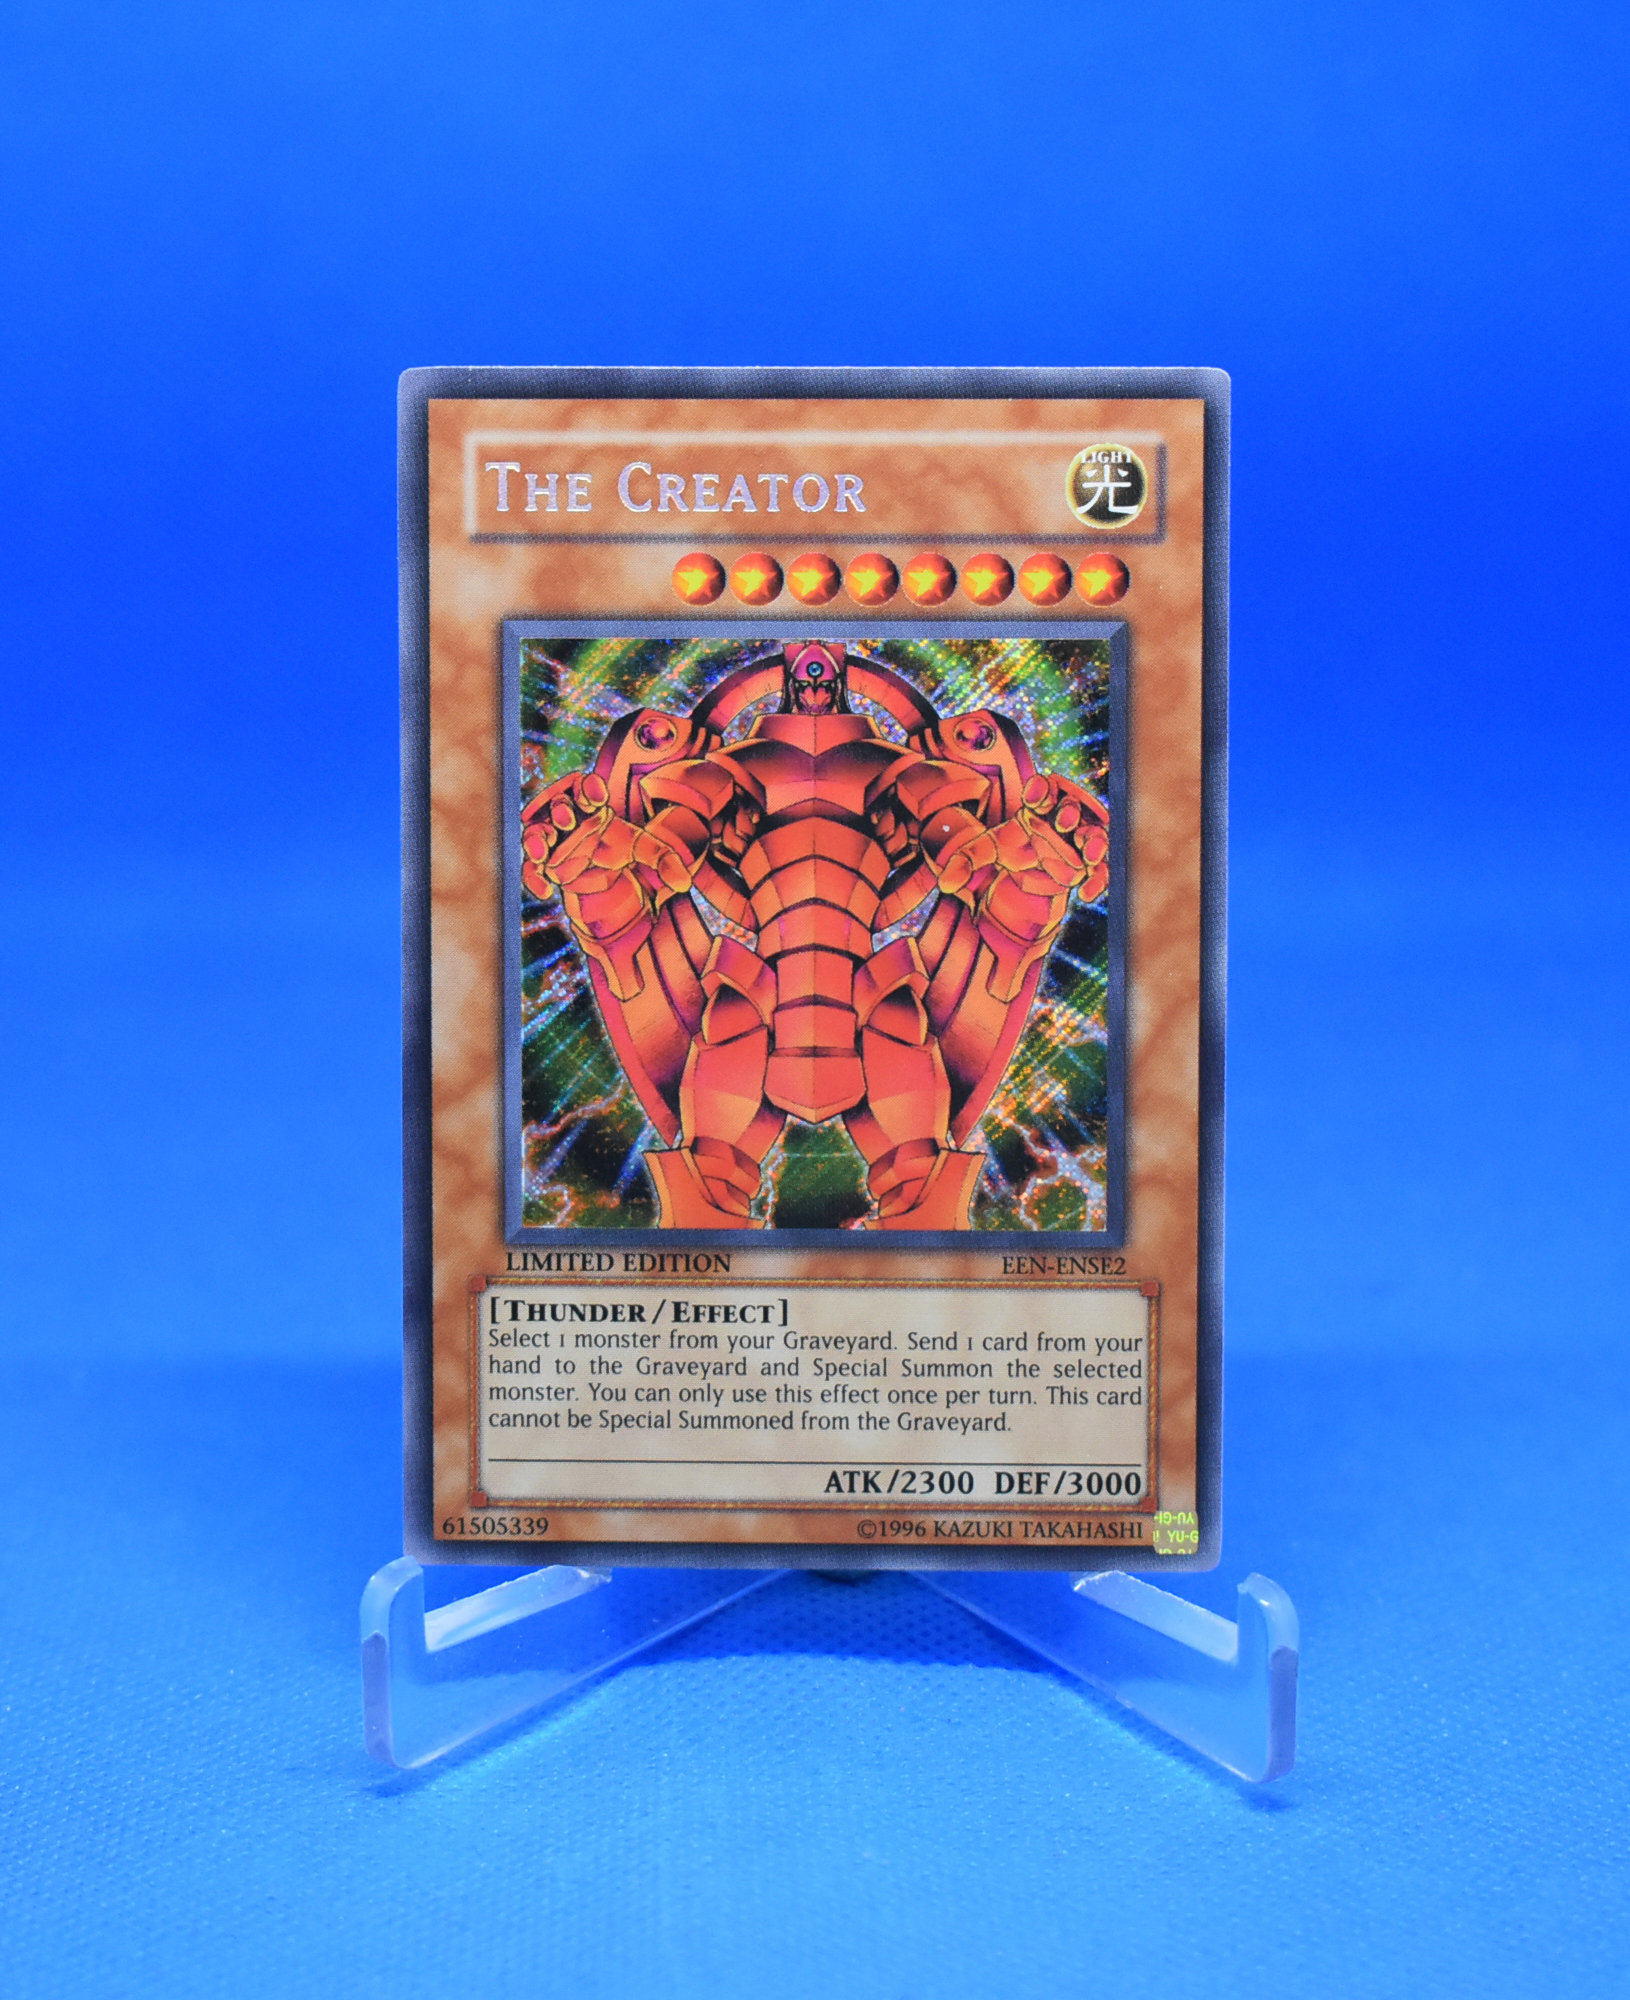 THE CREATOR
LIGHT
光
LIMITED EDITION
EEN-ENSE2
[THUNDER/EFFECT]
Select 1 monster from your Graveyard. Send 1 card from your
hand to the Graveyard and Special Summon the selected
monster. You can only use this effect once per turn. This card
cannot be Special Summoned from the Graveyard.
ATK/2300 DEF/3000
61505339
©1996 KAZUKI TAKAHASHI